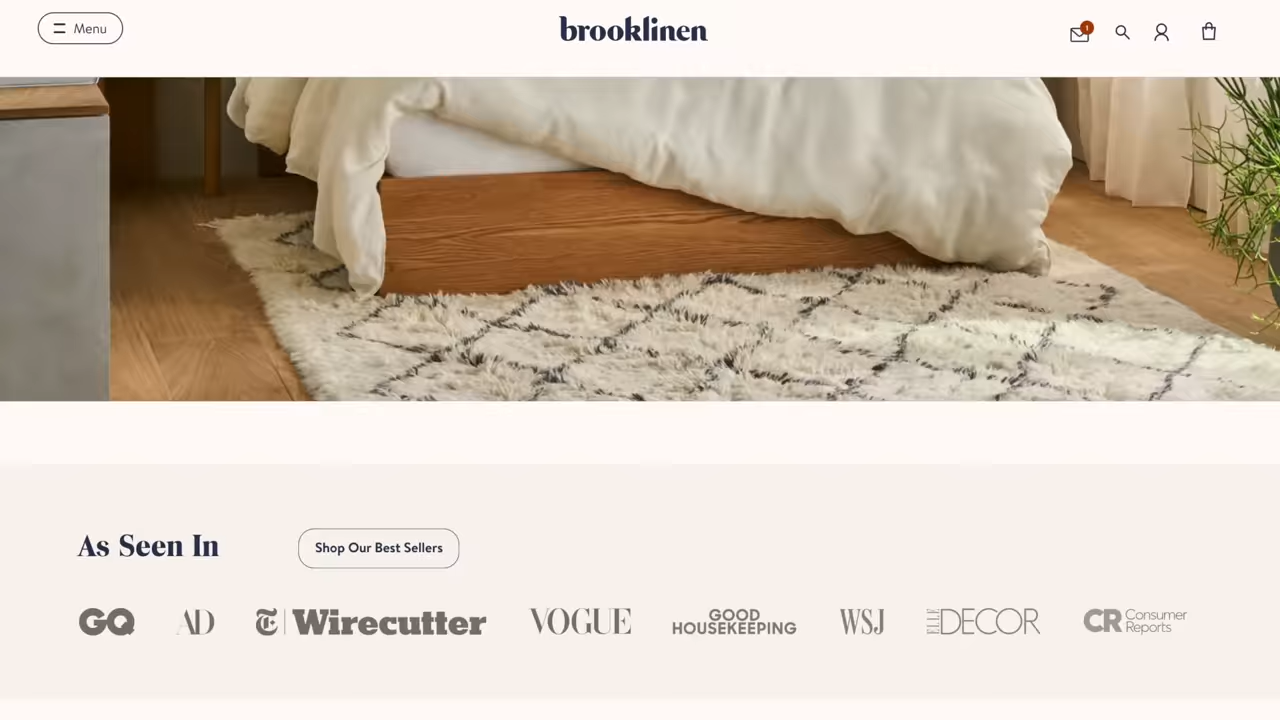 Menu
brooklinen
1
As Seen In
Shop Our Best Sellers
GQ
AD
T Wirecutter
VOGUE
GOOD
HOUSEKEEPING
WSJ
ELLE DECOR
CR Consumer
Reports